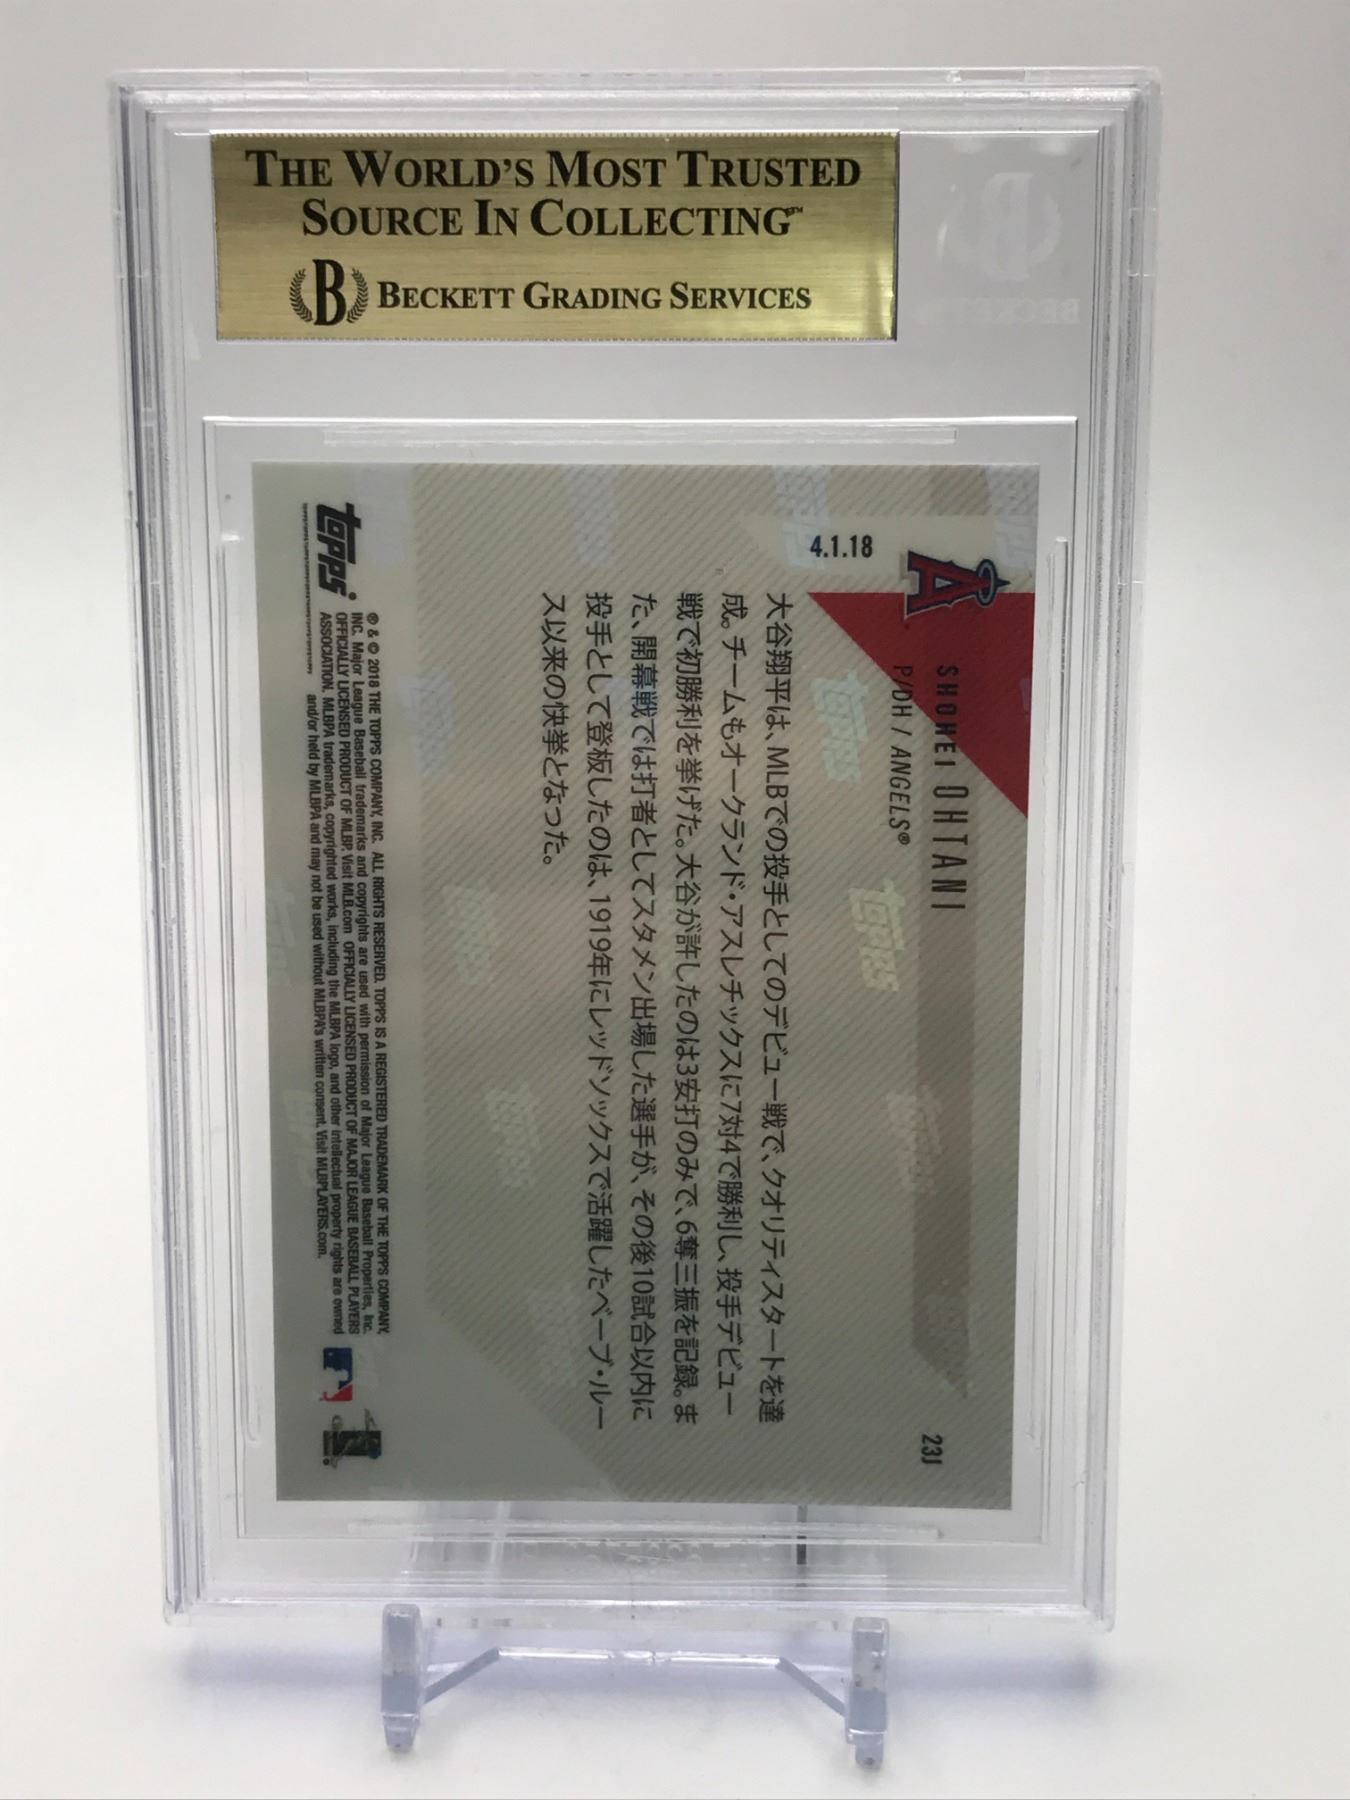 THE WORLD'S MOST TRUSTED
SOURCE IN COLLECTING™
B BECKETT GRADING SERVICES
B
BECKETT
4.1.18
A
SHOHEI OHTANI
P/DH / ANGELS®
23J
大谷翔平は、MLBでの投手としてのデビュー戦で、クオリティスタートを達
成。チームもオークランド・アスレチックスに7対4で勝利し、投手デビュー
戦で初勝利を挙げた。大谷が許したのは3安打のみで、6奪三振を記録。ま
た、開幕戦では打者としてスタメン出場した選手が、その後10試合以内に
投手として登板したのは、1919年にレッドソックスで活躍したベーブ・ルー
ス以来の快挙となった。
topps®
® & © 2018 THE TOPPS COMPANY, INC. ALL RIGHTS RESERVED. TOPPS IS A REGISTERED TRADEMARK OF THE TOPPS COMPANY,
INC. Major League Baseball trademarks and copyrights are used with permission of Major League Baseball Properties, Inc.
OFFICIALLY LICENSED PRODUCT OF MLBP. Visit MLB.com OFFICIALLY LICENSED PRODUCT OF MAJOR LEAGUE BASEBALL PLAYERS
ASSOCIATION. MLBPA trademarks, copyrighted works, including the MLBPA logo, and other intellectual property rights are owned
and/or held by MLBPA and may not be used without MLBPA's written consent. Visit MLBPLAYERS.com.